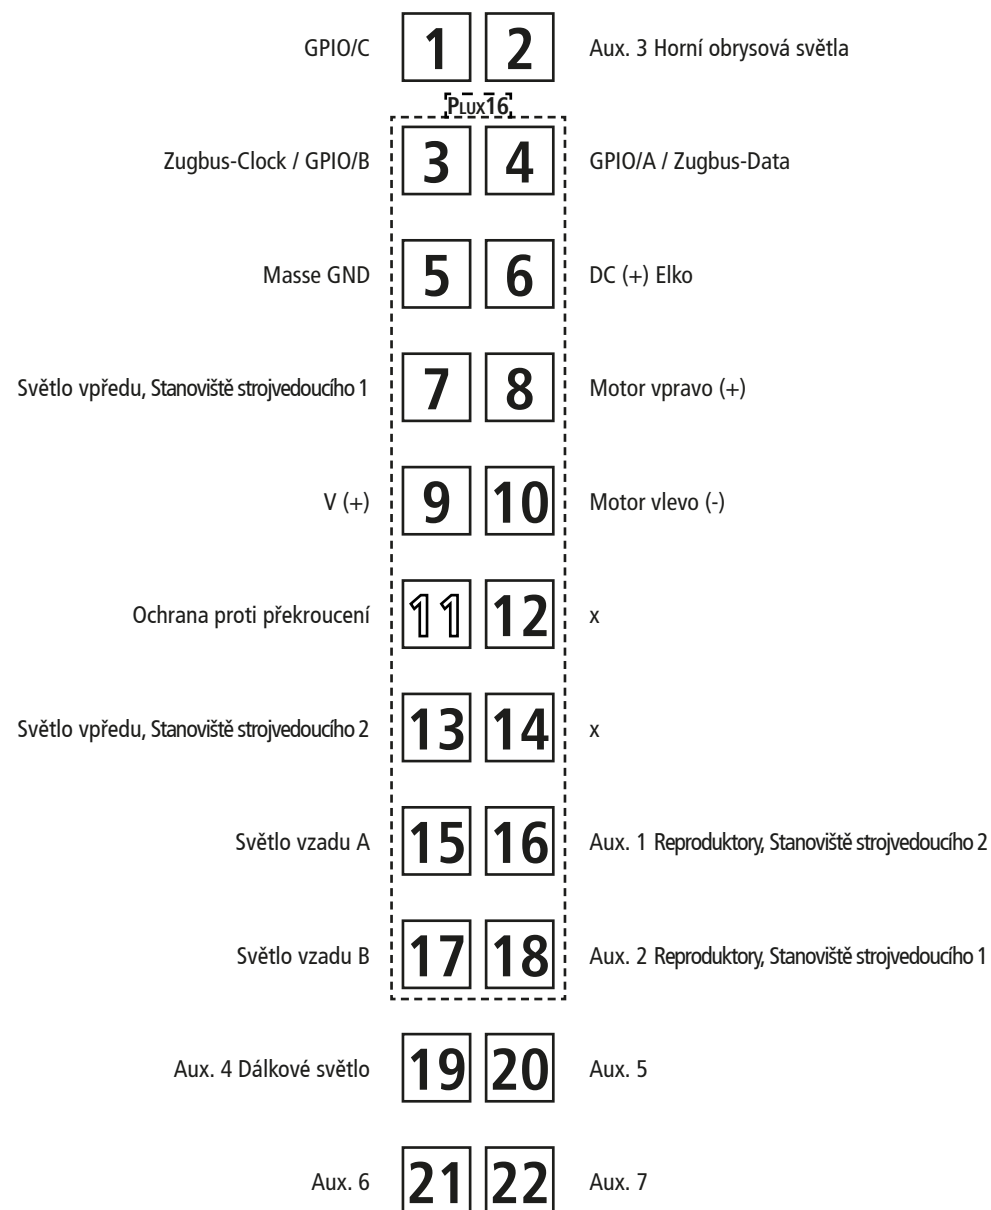 GPIO/C 1 2 Aux. 3 Horní obrysová světla
PLUX16
Zugbus-Clock / GPIO/B 3 4 GPIO/A / Zugbus-Data
Masse GND 5 6 DC (+) Elko
Světlo vpředu, Stanoviště strojvedoucího 1 7 8 Motor vpravo (+)
V (+) 9 10 Motor vlevo (-)
Ochrana proti překroucení 11 12 x
Světlo vpředu, Stanoviště strojvedoucího 2 13 14 x
Světlo vzadu A 15 16 Aux. 1 Reproduktory, Stanoviště strojvedoucího 2
Světlo vzadu B 17 18 Aux. 2 Reproduktory, Stanoviště strojvedoucího 1
Aux. 4 Dálkové světlo 19 20 Aux. 5
Aux. 6 21 22 Aux. 7